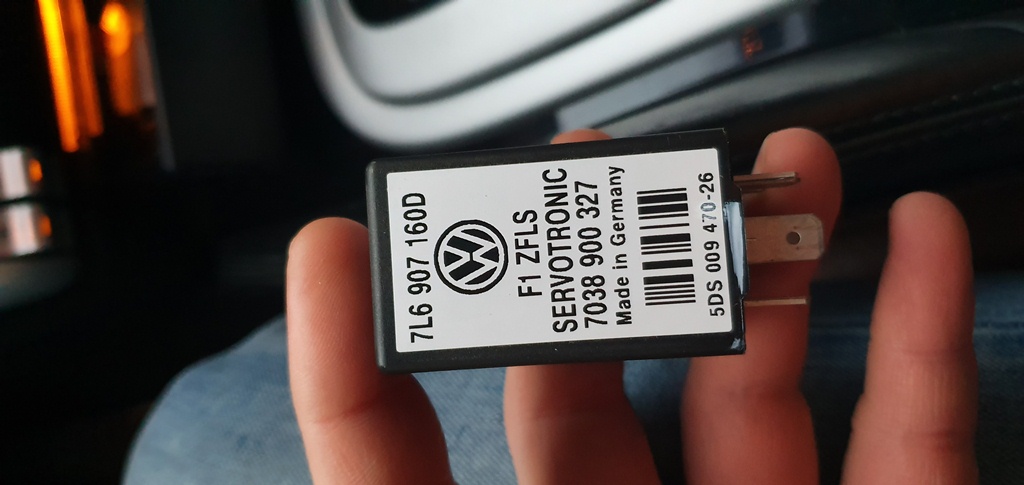 7L6 907 160D
F1 ZFLS
SERVOTRONIC
7038 900 327
Made in Germany
5DS 009 470-26